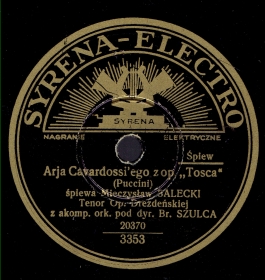 SYRENA-ELECTRO
SYRENA
NAGRANIE ELEKTRYCZNE
Śpiew
Arja Cavardossi'ego z op. „Tosca"
(Puccini)
śpiewa Mieczysław SALECKI
Tenor Op. Drezdeńskiej
z akomp. ork. pod dyr. Br. SZULCA
20370
3353